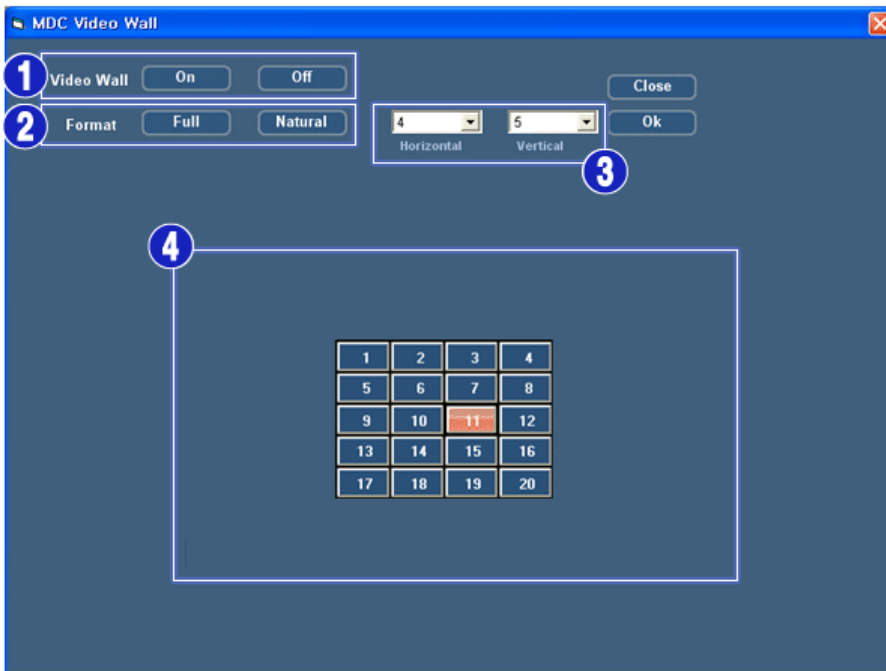 MDC Video Wall
1 Video Wall On Off Close
2 Format Full Natural 4 5 Ok
Horizontal Vertical
3
4
1 2 3 4
5 6 7 8
9 10 11 12
13 14 15 16
17 18 19 20